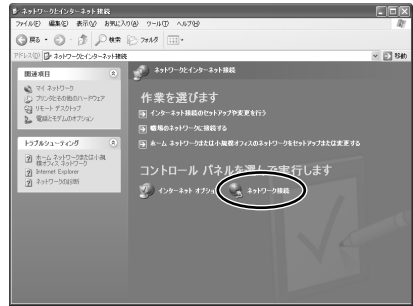 ネットワークとインターネット接続
ファイル(F) 編集(E) 表示(V) お気に入り(A) ツール(T) ヘルプ(H)
戻る 検索 フォルダ
アドレス(D) ネットワークとインターネット接続 移動
関連項目
マイ ネットワーク
プリンタとその他のハードウェア
リモート デスクトップ
電話とモデムのオプション
トラブルシューティング
ホーム ネットワークまたは小規
模オフィス ネットワーク
Internet Explorer
ネットワークの診断
ネットワークとインターネット接続
作業を選びます
インターネット接続のセットアップや変更を行う
職場のネットワークに接続する
ホーム ネットワークまたは小規模オフィスのネットワークをセットアップまたは変更する
コントロール パネルを選んで実行します
インターネット オプション
ネットワーク接続